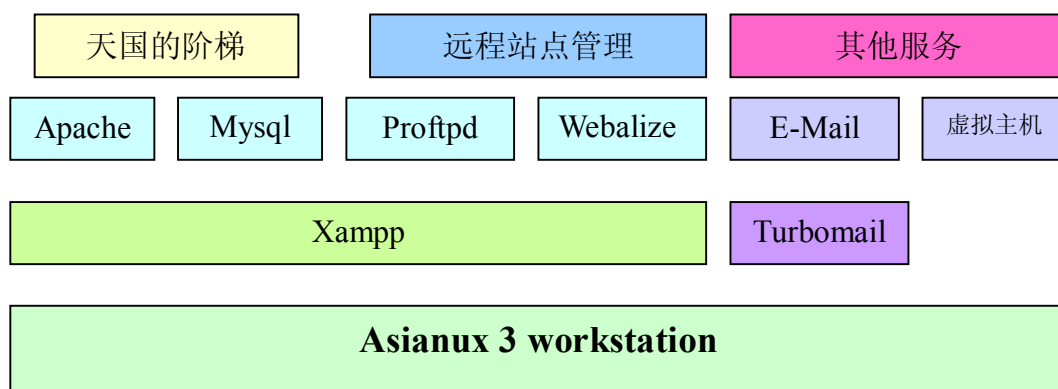 天国的阶梯
远程站点管理
其他服务
Apache
Mysql
Proftpd
Webalize
E-Mail
虚拟主机
Xampp
Turbomail
Asianux 3 workstation